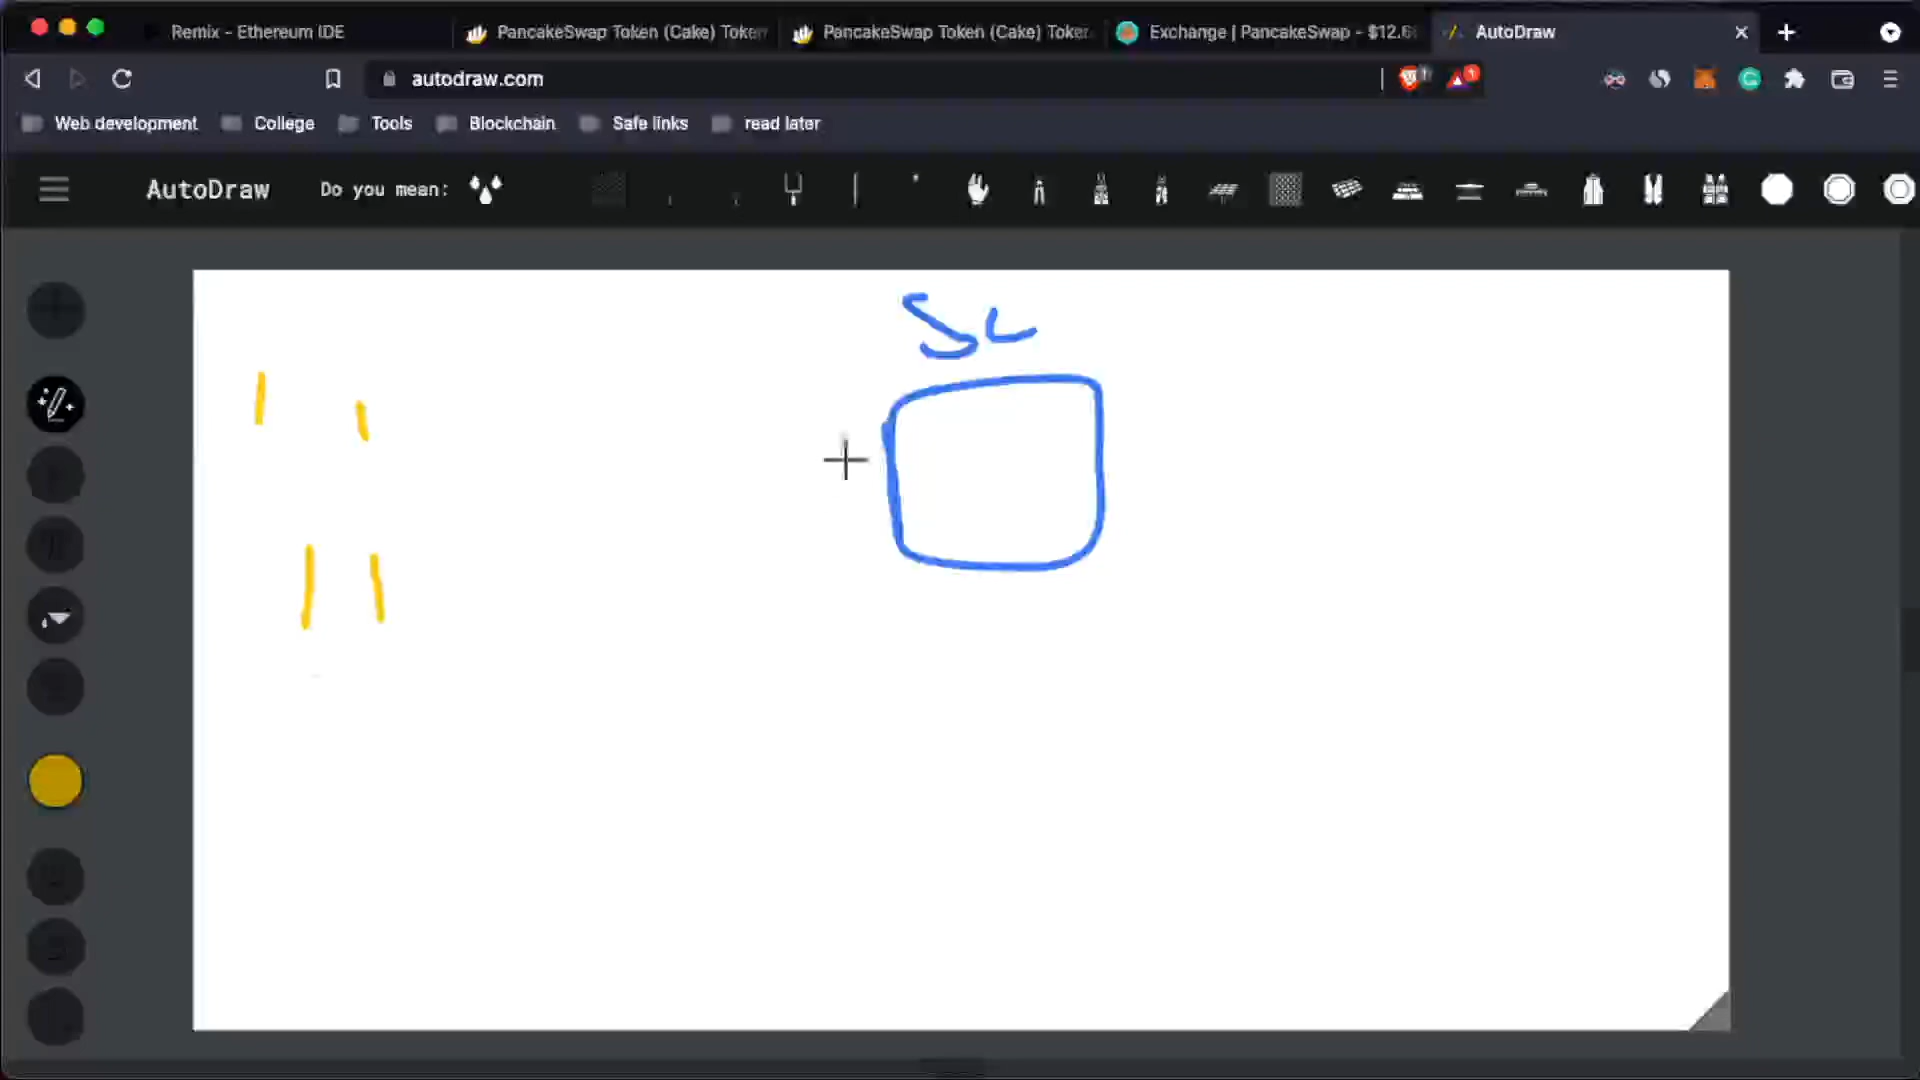 Remix - Ethereum IDE
PancakeSwap Token (Cake) Token
PancakeSwap Token (Cake) Token
Exchange | PancakeSwap - $12.6
AutoDraw
autodraw.com
Web development
College
Tools
Blockchain
Safe links
read later
AutoDraw
Do you mean:
Sc